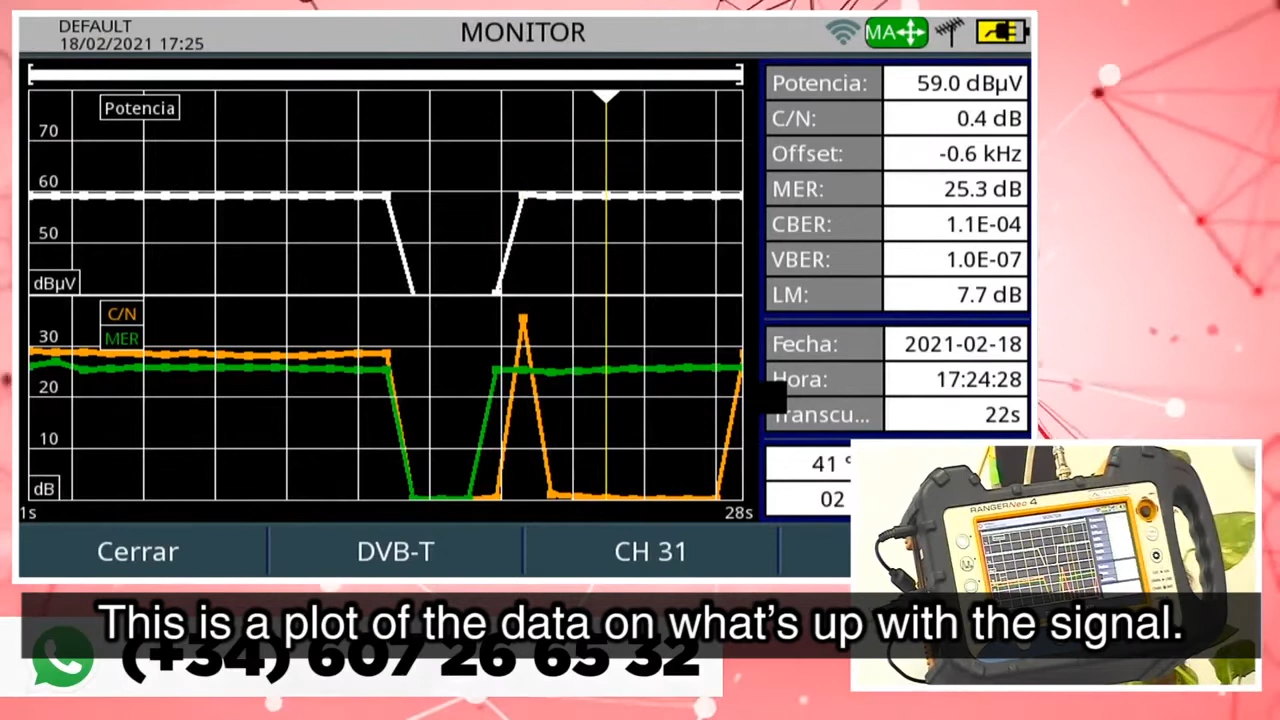 DEFAULT
18/02/2021 17:25
MONITOR
MA
Potencia
70
60
50
dBµV
C/N
MER
30
20
10
dB
1s
28s
Potencia: 59.0 dBµV
C/N: 0.4 dB
Offset: -0.6 kHz
MER: 25.3 dB
CBER: 1.1E-04
VBER: 1.0E-07
LM: 7.7 dB
Fecha: 2021-02-18
Hora: 17:24:28
Transcu... 22s
41 º
02
Cerrar
DVB-T
CH 31
RANGERNeo 4
This is a plot of the data on what's up with the signal.
(+34) 607 26 65 32